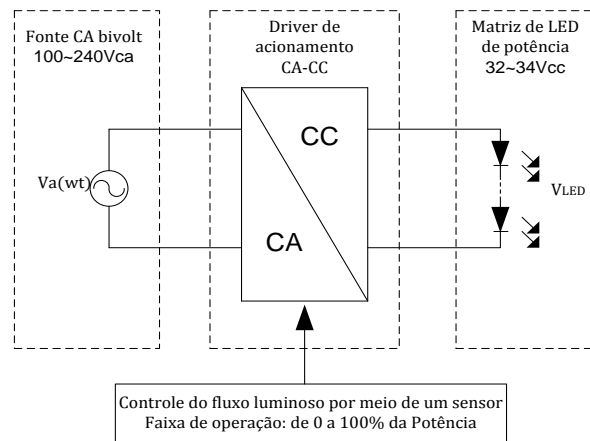 Fonte CA bivolt
100~240Vca
Driver de
acionamento
CA-CC
Matriz de LED
de potência
32~34Vcc
Va(wt)
CC
CA
VLED
Controle do fluxo luminoso por meio de um sensor
Faixa de operação: de 0 a 100% da Potência